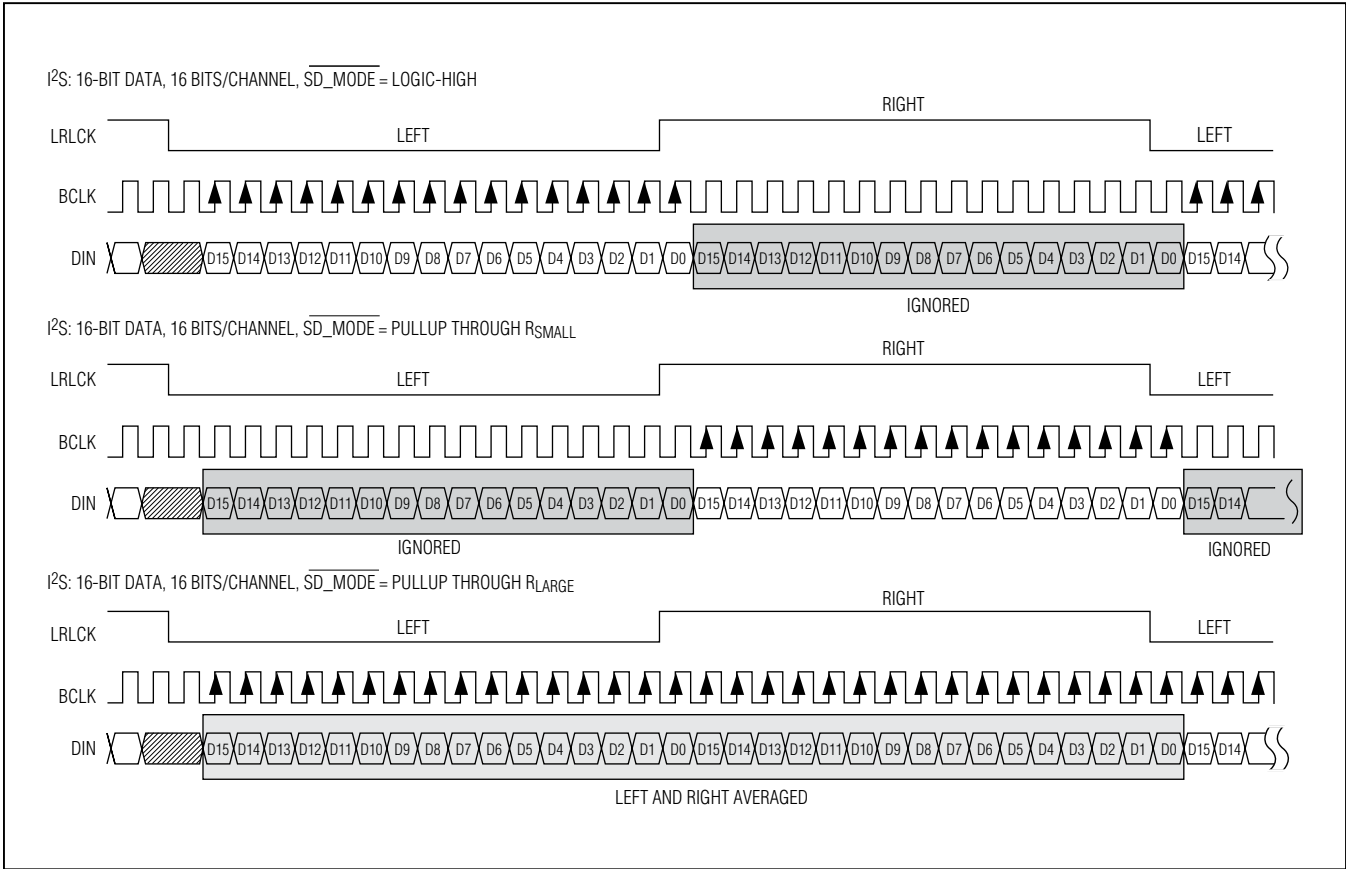 I²S: 16-BIT DATA, 16 BITS/CHANNEL, S̅D̅_̅M̅O̅D̅E̅ = LOGIC-HIGH
RIGHT
LRLCK LEFT LEFT
BCLK
DIN D15 D14 D13 D12 D11 D10 D9 D8 D7 D6 D5 D4 D3 D2 D1 D0 D15 D14 D13 D12 D11 D10 D9 D8 D7 D6 D5 D4 D3 D2 D1 D0 D15 D14
IGNORED
I²S: 16-BIT DATA, 16 BITS/CHANNEL, S̅D̅_̅M̅O̅D̅E̅ = PULLUP THROUGH RSMALL
RIGHT
LRLCK LEFT LEFT
BCLK
DIN D15 D14 D13 D12 D11 D10 D9 D8 D7 D6 D5 D4 D3 D2 D1 D0 D15 D14 D13 D12 D11 D10 D9 D8 D7 D6 D5 D4 D3 D2 D1 D0 D15 D14
IGNORED IGNORED
I²S: 16-BIT DATA, 16 BITS/CHANNEL, S̅D̅_̅M̅O̅D̅E̅ = PULLUP THROUGH RLARGE
RIGHT
LRLCK LEFT LEFT
BCLK
DIN D15 D14 D13 D12 D11 D10 D9 D8 D7 D6 D5 D4 D3 D2 D1 D0 D15 D14 D13 D12 D11 D10 D9 D8 D7 D6 D5 D4 D3 D2 D1 D0 D15 D14
LEFT AND RIGHT AVERAGED